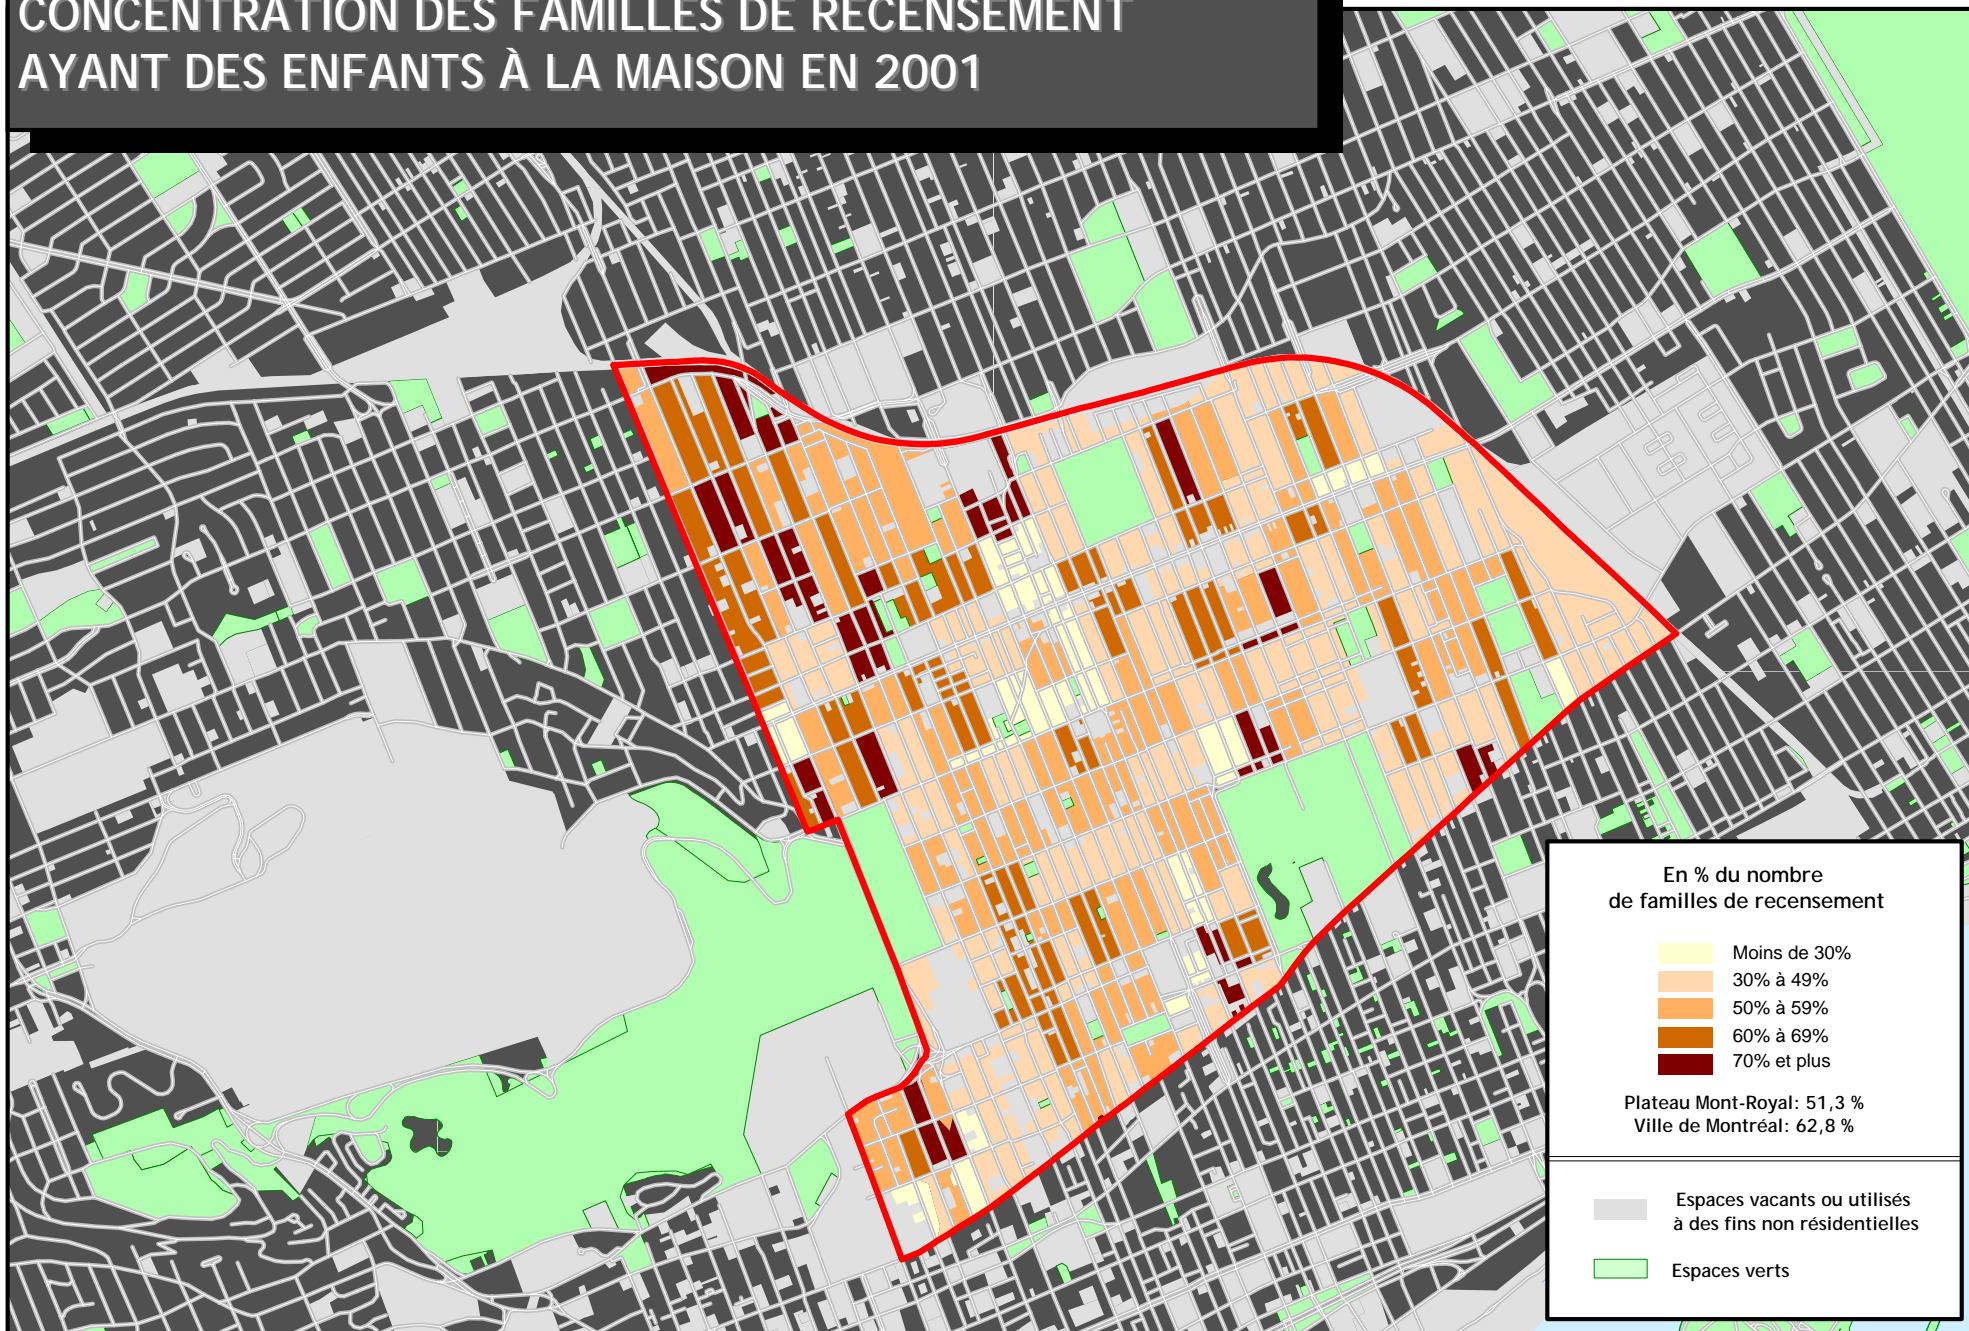 CONCENTRATION DES FAMILLES DE RECENSEMENT
AYANT DES ENFANTS À LA MAISON EN 2001
En % du nombre
de familles de recensement
Moins de 30%
30% à 49%
50% à 59%
60% à 69%
70% et plus
Plateau Mont-Royal: 51,3 %
Ville de Montréal: 62,8 %
Espaces vacants ou utilisés
à des fins non résidentielles
Espaces verts